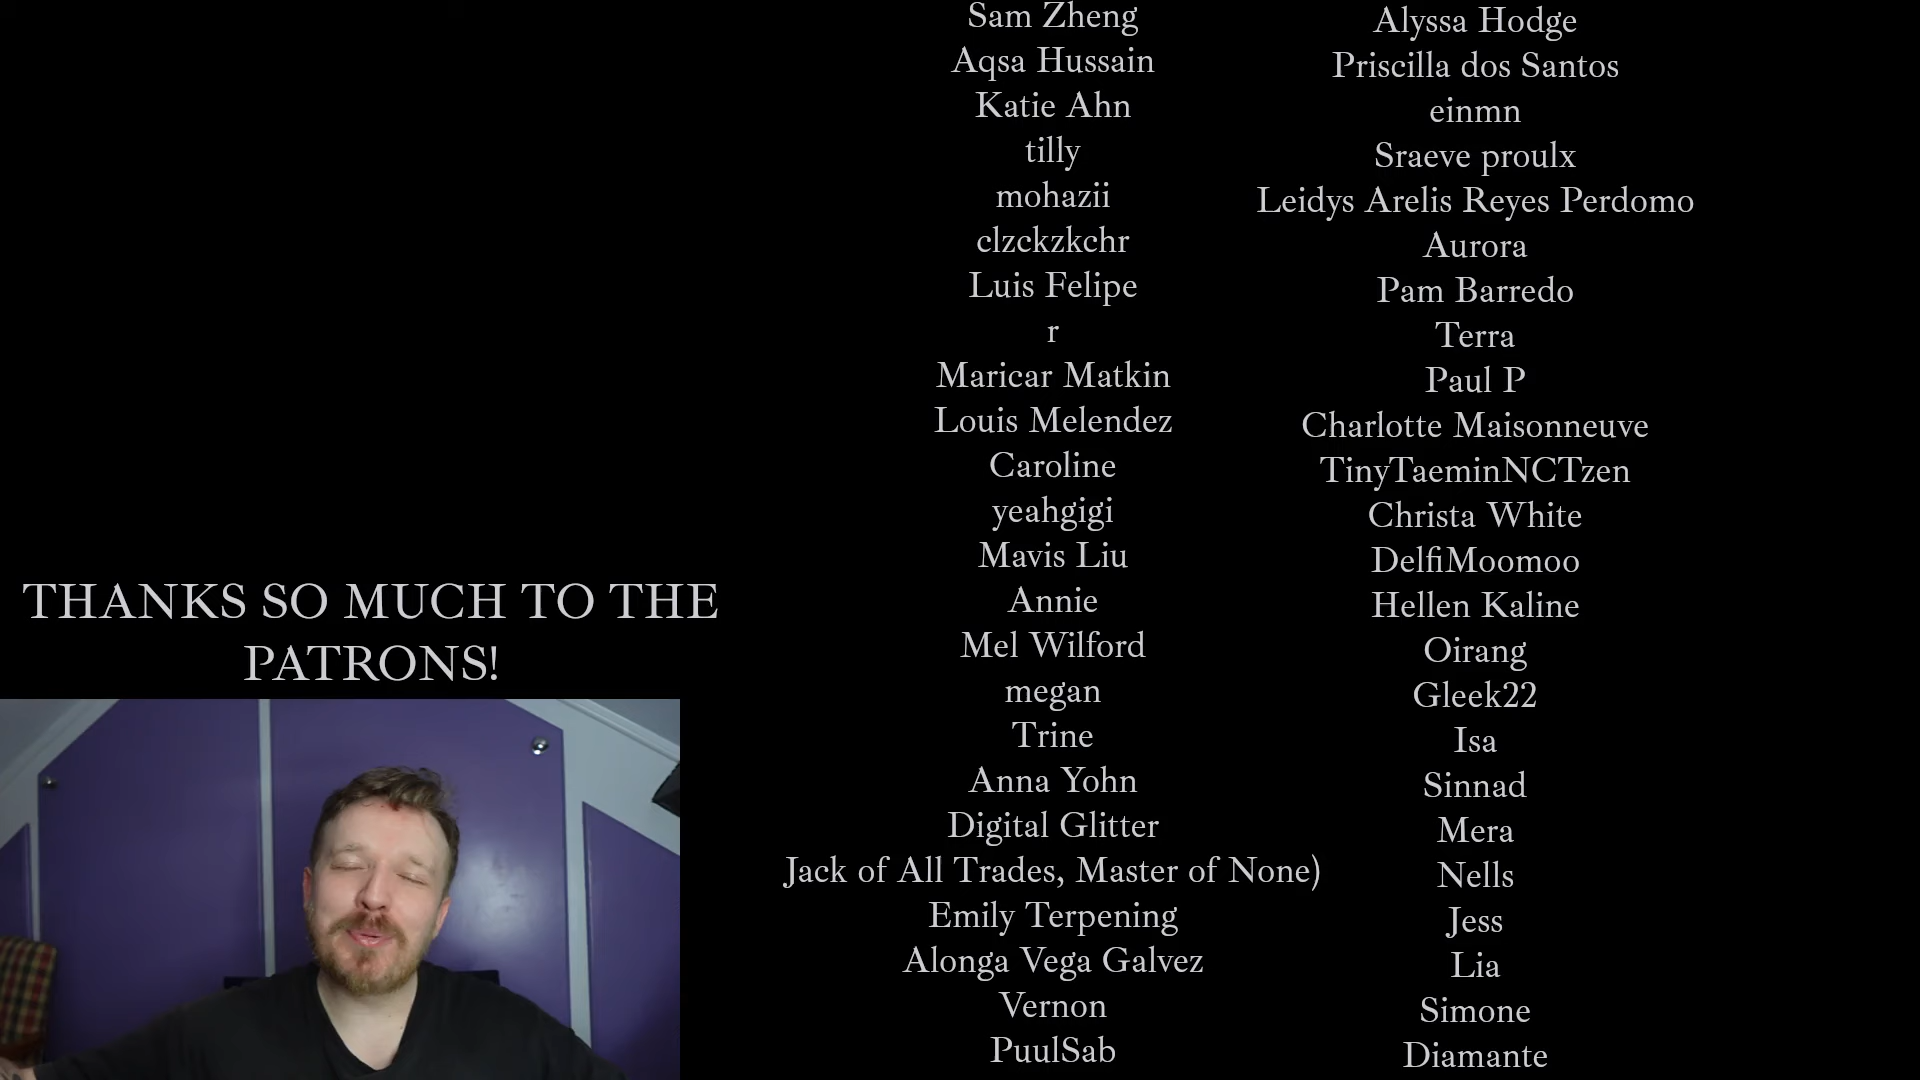 THANKS SO MUCH TO THE
PATRONS!
Sam Zheng
Aqsa Hussain
Katie Ahn
tilly
mohazii
clzckzkchr
Luis Felipe
r
Maricar Matkin
Louis Melendez
Caroline
yeahgigi
Mavis Liu
Annie
Mel Wilford
megan
Trine
Anna Yohn
Digital Glitter
Jack of All Trades, Master of None)
Emily Terpening
Alonga Vega Galvez
Vernon
PuulSab
Alyssa Hodge
Priscilla dos Santos
einmn
Sraeve proulx
Leidys Arelis Reyes Perdomo
Aurora
Pam Barredo
Terra
Paul P
Charlotte Maisonneuve
TinyTaeminNCTzen
Christa White
DelfiMoomoo
Hellen Kaline
Oirang
Gleek22
Isa
Sinnad
Mera
Nells
Jess
Lia
Simone
Diamante